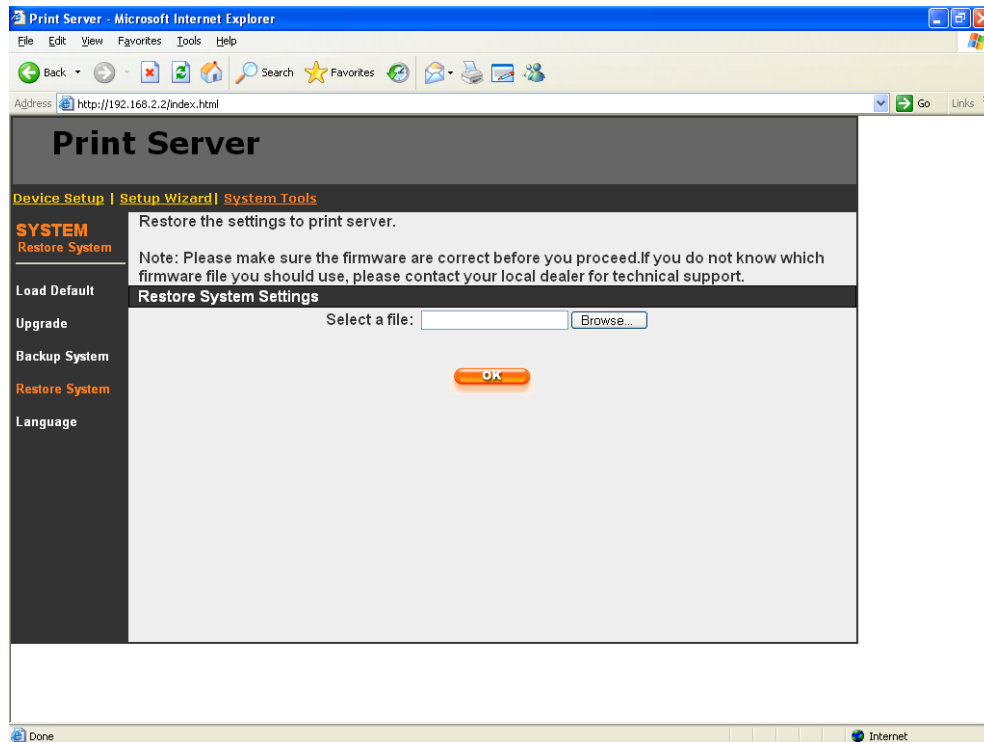 Print Server - Microsoft Internet Explorer
File Edit View Favorites Tools Help
Back Search Favorites
Address http://192.168.2.2/index.html Go Links
Print Server
Device Setup | Setup Wizard | System Tools
SYSTEM
Restore System
Load Default
Upgrade
Backup System
Restore System
Language
Restore the settings to print server.
Note: Please make sure the firmware are correct before you proceed.If you do not know which
firmware file you should use, please contact your local dealer for technical support.
Restore System Settings
Select a file: Browse...
OK
Done Internet